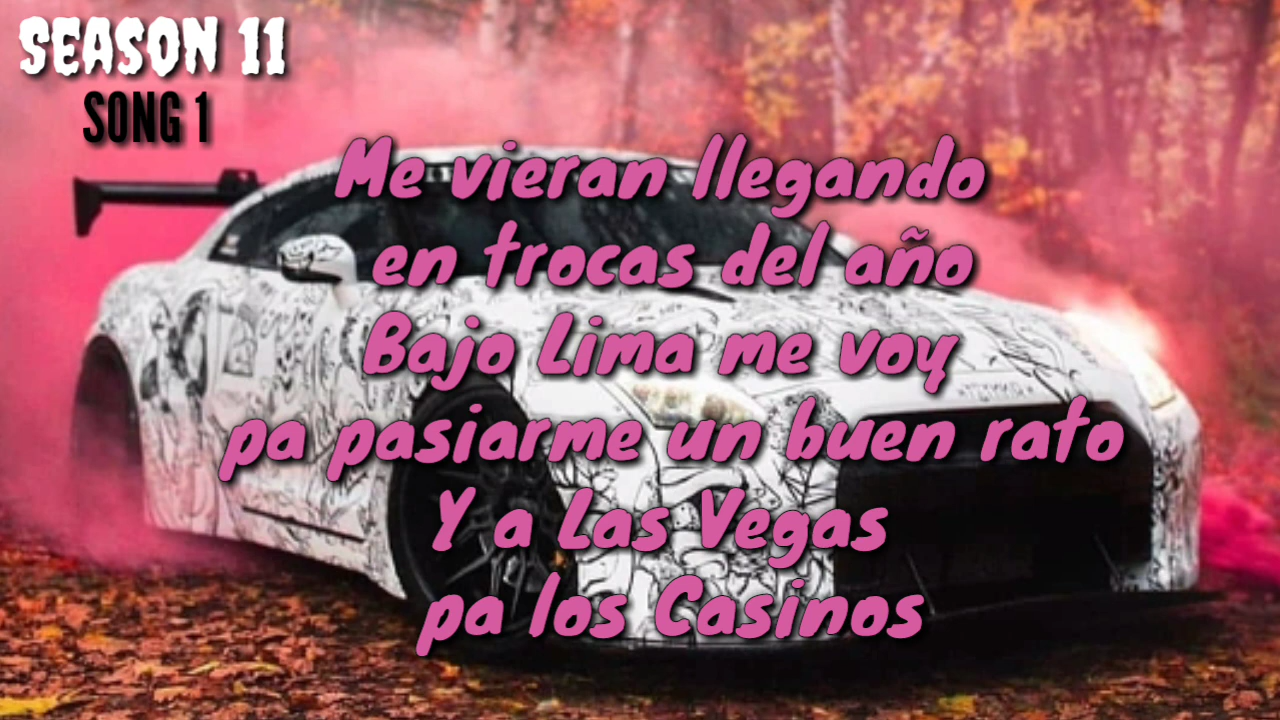 SEASON 11
SONG 1
Me vieran llegando
en trocas del año
Bajo Lima me voy
pa pasiarme un buen rato
Y a Las Vegas
pa los Casinos